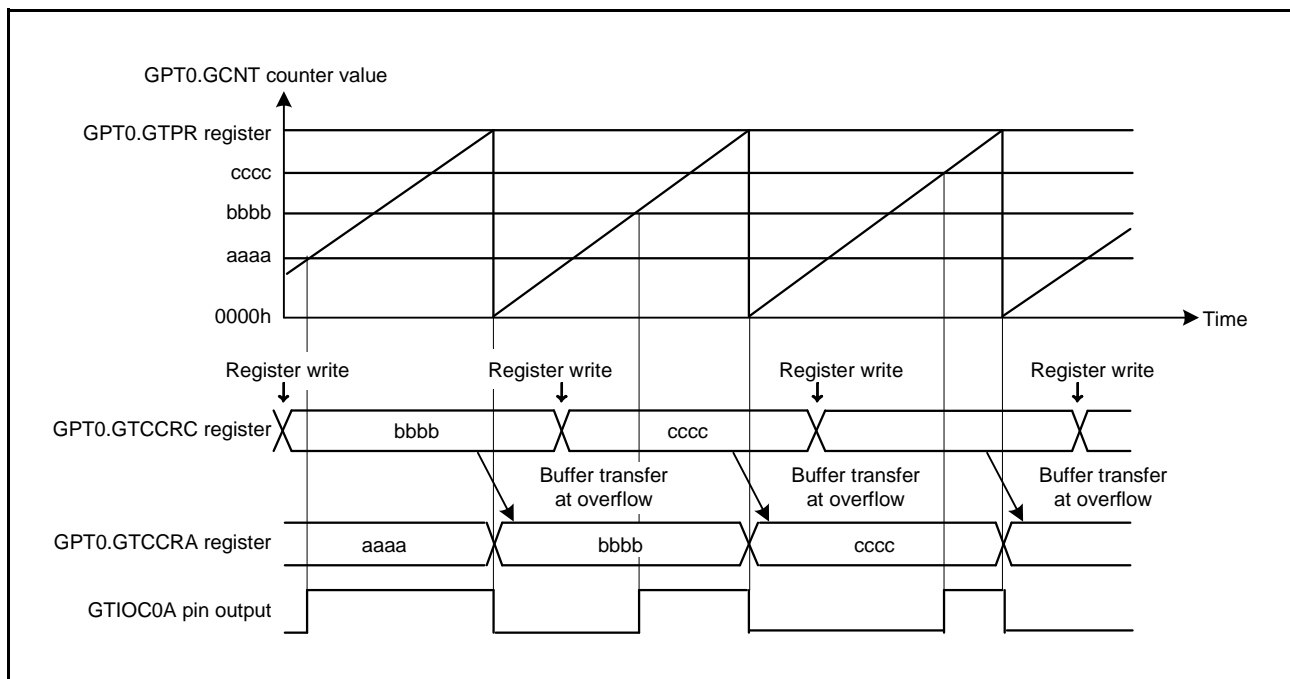 GPT0.GCNT counter value
GPT0.GTPR register
cccc
bbbb
aaaa
0000h
Time
Register write Register write Register write Register write
GPT0.GTCCRC register bbbb cccc
Buffer transfer at overflow
Buffer transfer at overflow
Buffer transfer at overflow
GPT0.GTCCRA register aaaa bbbb cccc
GTIOC0A pin output